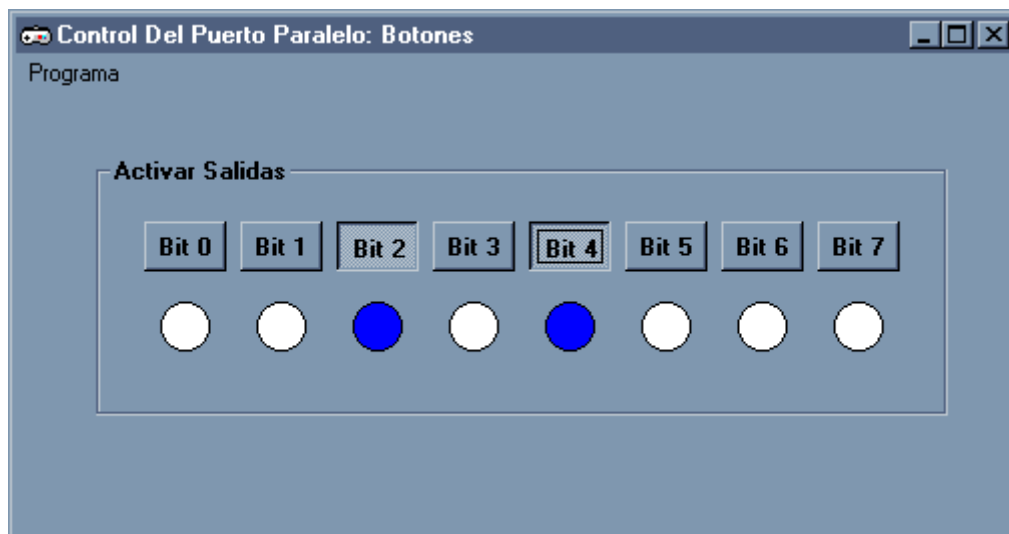 Control Del Puerto Paralelo: Botones
Programa
Activar Salidas
Bit 0 Bit 1 Bit 2 Bit 3 Bit 4 Bit 5 Bit 6 Bit 7